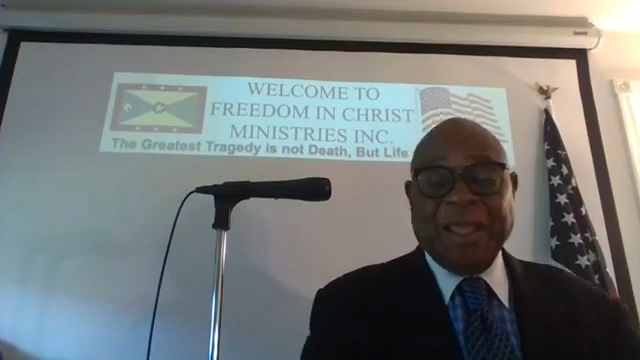 WELCOME TO
FREEDOM IN CHRIST
MINISTRIES INC.
The Greatest Tragedy is not Death, But Life